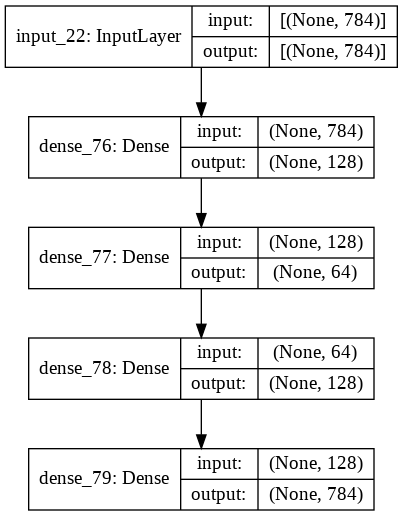 input_22: InputLayer
input:
[(None, 784)]
output:
[(None, 784)]
dense_76: Dense
input:
(None, 784)
output:
(None, 128)
dense_77: Dense
input:
(None, 128)
output:
(None, 64)
dense_78: Dense
input:
(None, 64)
output:
(None, 128)
dense_79: Dense
input:
(None, 128)
output:
(None, 784)